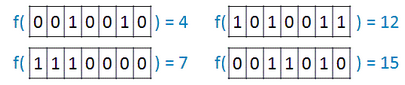 f( 0 0 1 0 0 1 0 ) = 4 f( 1 0 1 0 0 1 1 ) = 12
f( 1 1 1 0 0 0 0 ) = 7 f( 0 0 1 1 0 1 0 ) = 15